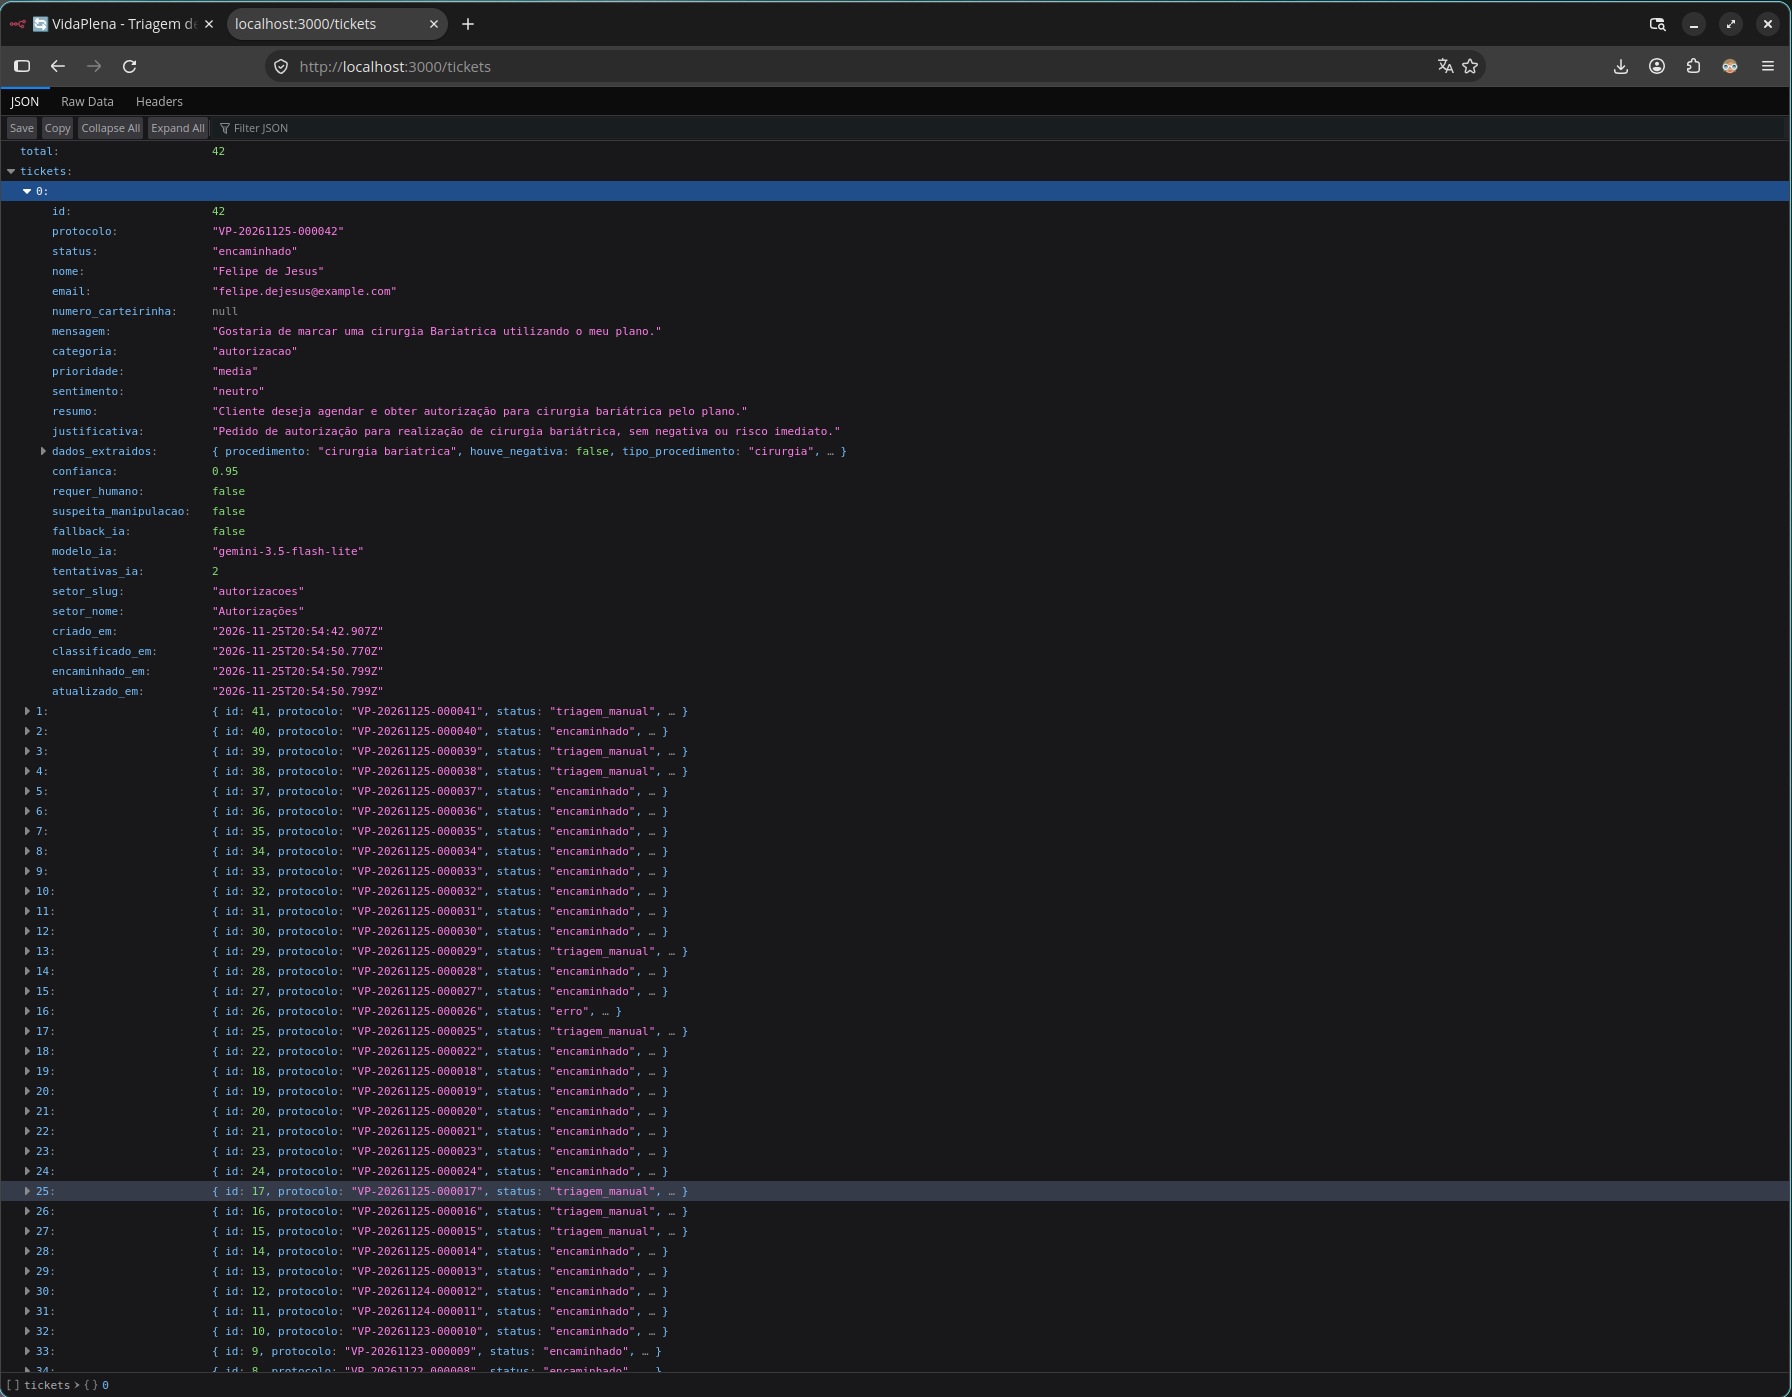 VidaPlena - Triagem de
localhost:3000/tickets
http://localhost:3000/tickets
JSON Raw Data Headers
Save Copy Collapse All Expand All Filter JSON
total: 42
tickets:
0:
id: 42
protocolo: "VP-20261125-000042"
status: "encaminhado"
nome: "Felipe de Jesus"
email: "felipe.dejesus@example.com"
numero_carteirinha: null
mensagem: "Gostaria de marcar uma cirurgia Bariatrica utilizando o meu plano."
categoria: "autorizacao"
prioridade: "media"
sentimento: "neutro"
resumo: "Cliente deseja agendar e obter autorização para cirurgia bariátrica pelo plano."
justificativa: "Pedido de autorização para realização de cirurgia bariátrica, sem negativa ou risco imediato."
dados_extraidos: { procedimento: "cirurgia bariatrica", houve_negativa: false, tipo_procedimento: "cirurgia", … }
confianca: 0.95
requer_humano: false
suspeita_manipulacao: false
fallback_ia: false
modelo_ia: "gemini-3.5-flash-lite"
tentativas_ia: 2
setor_slug: "autorizacoes"
setor_nome: "Autorizações"
criado_em: "2026-11-25T20:54:42.907Z"
classificado_em: "2026-11-25T20:54:50.770Z"
encaminhado_em: "2026-11-25T20:54:50.799Z"
atualizado_em: "2026-11-25T20:54:50.799Z"
1: { id: 41, protocolo: "VP-20261125-000041", status: "triagem_manual", … }
2: { id: 40, protocolo: "VP-20261125-000040", status: "encaminhado", … }
3: { id: 39, protocolo: "VP-20261125-000039", status: "triagem_manual", … }
4: { id: 38, protocolo: "VP-20261125-000038", status: "triagem_manual", … }
5: { id: 37, protocolo: "VP-20261125-000037", status: "encaminhado", … }
6: { id: 36, protocolo: "VP-20261125-000036", status: "encaminhado", … }
7: { id: 35, protocolo: "VP-20261125-000035", status: "encaminhado", … }
8: { id: 34, protocolo: "VP-20261125-000034", status: "encaminhado", … }
9: { id: 33, protocolo: "VP-20261125-000033", status: "encaminhado", … }
10: { id: 32, protocolo: "VP-20261125-000032", status: "encaminhado", … }
11: { id: 31, protocolo: "VP-20261125-000031", status: "encaminhado", … }
12: { id: 30, protocolo: "VP-20261125-000030", status: "encaminhado", … }
13: { id: 29, protocolo: "VP-20261125-000029", status: "triagem_manual", … }
14: { id: 28, protocolo: "VP-20261125-000028", status: "encaminhado", … }
15: { id: 27, protocolo: "VP-20261125-000027", status: "encaminhado", … }
16: { id: 26, protocolo: "VP-20261125-000026", status: "erro", … }
17: { id: 25, protocolo: "VP-20261125-000025", status: "triagem_manual", … }
18: { id: 22, protocolo: "VP-20261125-000022", status: "encaminhado", … }
19: { id: 18, protocolo: "VP-20261125-000018", status: "encaminhado", … }
20: { id: 19, protocolo: "VP-20261125-000019", status: "encaminhado", … }
21: { id: 20, protocolo: "VP-20261125-000020", status: "encaminhado", … }
22: { id: 21, protocolo: "VP-20261125-000021", status: "encaminhado", … }
23: { id: 23, protocolo: "VP-20261125-000023", status: "encaminhado", … }
24: { id: 24, protocolo: "VP-20261125-000024", status: "encaminhado", … }
25: { id: 17, protocolo: "VP-20261125-000017", status: "triagem_manual", … }
26: { id: 16, protocolo: "VP-20261125-000016", status: "triagem_manual", … }
27: { id: 15, protocolo: "VP-20261125-000015", status: "triagem_manual", … }
28: { id: 14, protocolo: "VP-20261125-000014", status: "encaminhado", … }
29: { id: 13, protocolo: "VP-20261125-000013", status: "encaminhado", … }
30: { id: 12, protocolo: "VP-20261124-000012", status: "encaminhado", … }
31: { id: 11, protocolo: "VP-20261124-000011", status: "encaminhado", … }
32: { id: 10, protocolo: "VP-20261123-000010", status: "encaminhado", … }
33: { id: 9, protocolo: "VP-20261123-000009", status: "encaminhado", … }
34: { id: 8, protocolo: "VP-20261122-000008", status: "encaminhado", … }
[] tickets > {} 0